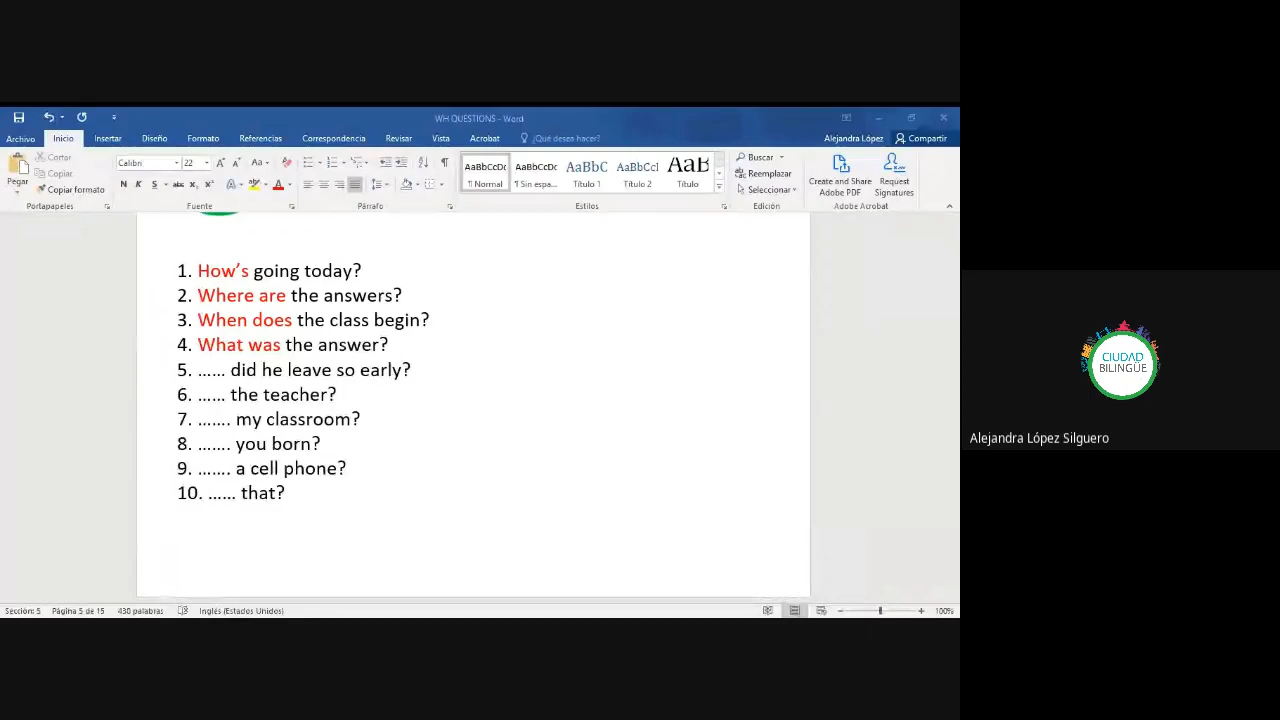 WH QUESTIONS - Word
Archivo Inicio Insertar Diseño Formato Referencias Correspondencia Revisar Vista Acrobat ¿Qué desea hacer? Alejandra López Compartir
Pegar
Cortar
Copiar
Copiar formato
Portapapeles
Calibri 22
N K S abc x₂ x²
Fuente
Párrafo
AaBbCcDc AaBbCcDc AaBbC AaBbCcI AaB
¶ Normal ¶ Sin espa... Título 1 Título 2 Título
Estilos
Buscar
Reemplazar
Seleccionar
Edición
Create and Share Adobe PDF
Request Signatures
Adobe Acrobat
1. How's going today?
2. Where are the answers?
3. When does the class begin?
4. What was the answer?
5. ...... did he leave so early?
6. ...... the teacher?
7. ....... my classroom?
8. ....... you born?
9. ....... a cell phone?
10. ...... that?
Sección: 5 Página 5 de 15 430 palabras Inglés (Estados Unidos) 100%
CIUDAD
BILINGÜE
Alejandra López Silguero